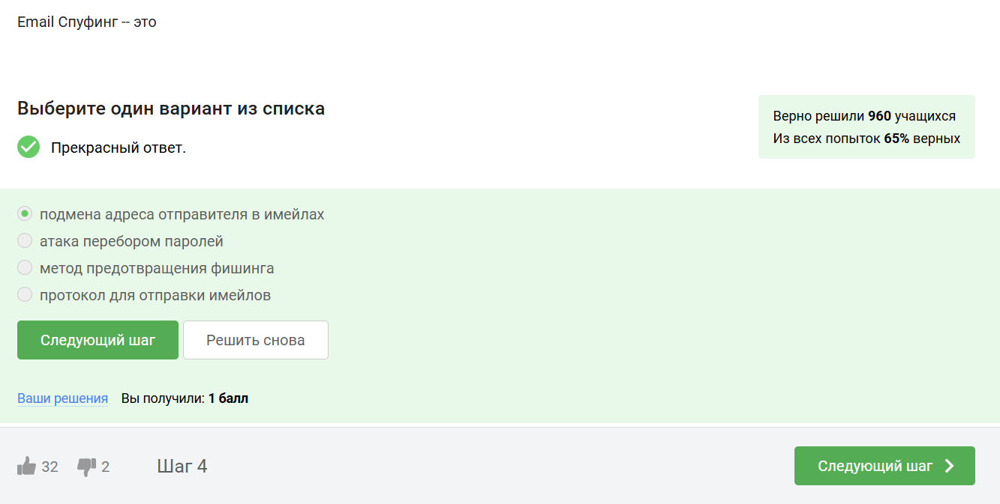 Email Спуфинг -- это
Выберите один вариант из списка
Прекрасный ответ.
Верно решили 960 учащихся
Из всех попыток 65% верных
подмена адреса отправителя в имейлах
атака перебором паролей
метод предотвращения фишинга
протокол для отправки имейлов
Следующий шаг
Решить снова
Ваши решения Вы получили: 1 балл
32 2 Шаг 4
Следующий шаг